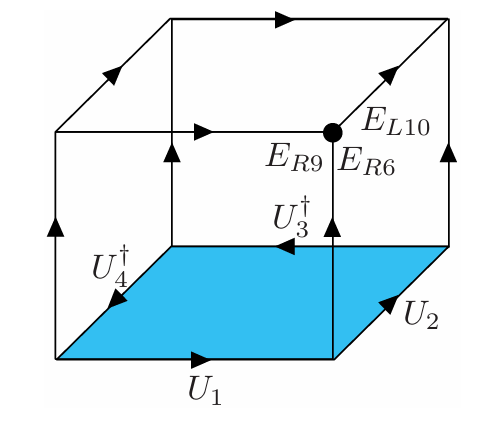 E_{L10}
E_{R9} E_{R6}
U_3^†
U_4^†
U_2
U_1